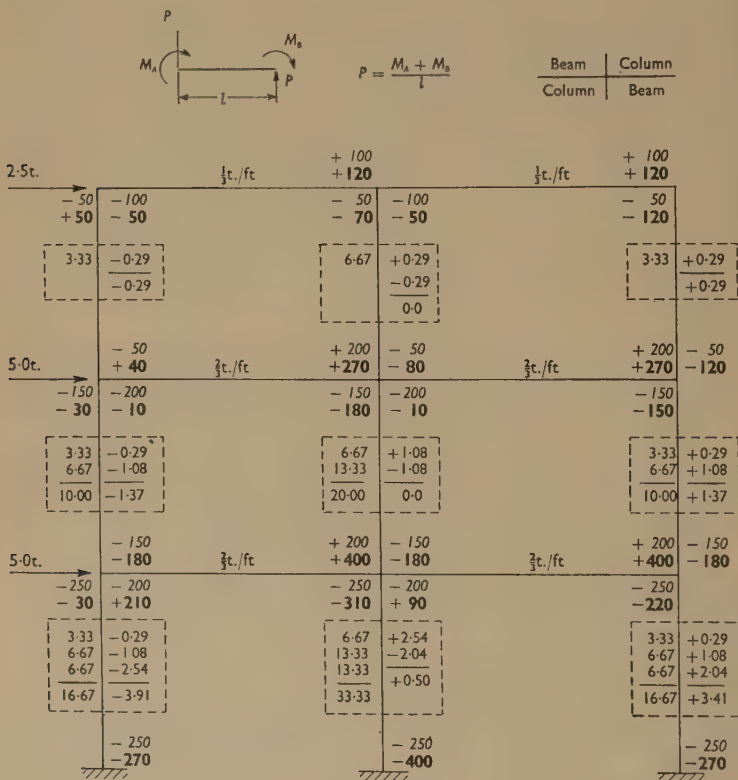 P
M_A M_B P = (M_A + M_B)/l Beam Column
P Column Beam
l
+ 100 + 100
2·5t. ⅓t./ft +120 ⅓t./ft + 120
− 50 −100 − 50 −100 − 50
+50 − 50 − 70 − 50 −120
3·33 −0·29 6·67 +0·29 3·33 +0·29
−0·29 −0·29 +0·29
0·0
− 50 + 200 − 50 + 200 − 50
5·0t. + 40 ⅔t./ft +270 − 80 ⅔t./ft +270 −120
−150 −200 −150 −200 −150
− 30 − 10 −180 − 10 −150
3·33 −0·29 6·67 +1·08 3·33 +0·29
6·67 −1·08 13·33 −1·08 6·67 +1·08
10·00 −1·37 20·00 0·0 10·00 +1·37
− 150 + 200 − 150 + 200 − 150
5·0t. −180 ⅔t./ft +400 −180 ⅔t./ft +400 −180
−250 − 200 −250 − 200 − 250
− 30 +210 −310 + 90 −220
3·33 −0·29 6·67 +2·54 3·33 +0·29
6·67 −1·08 13·33 −2·04 6·67 +1·08
6·67 −2·54 13·33 +0·50 6·67 +2·04
16·67 −3·91 33·33 16·67 +3·41
− 250 − 250 − 250
−270 −400 −270